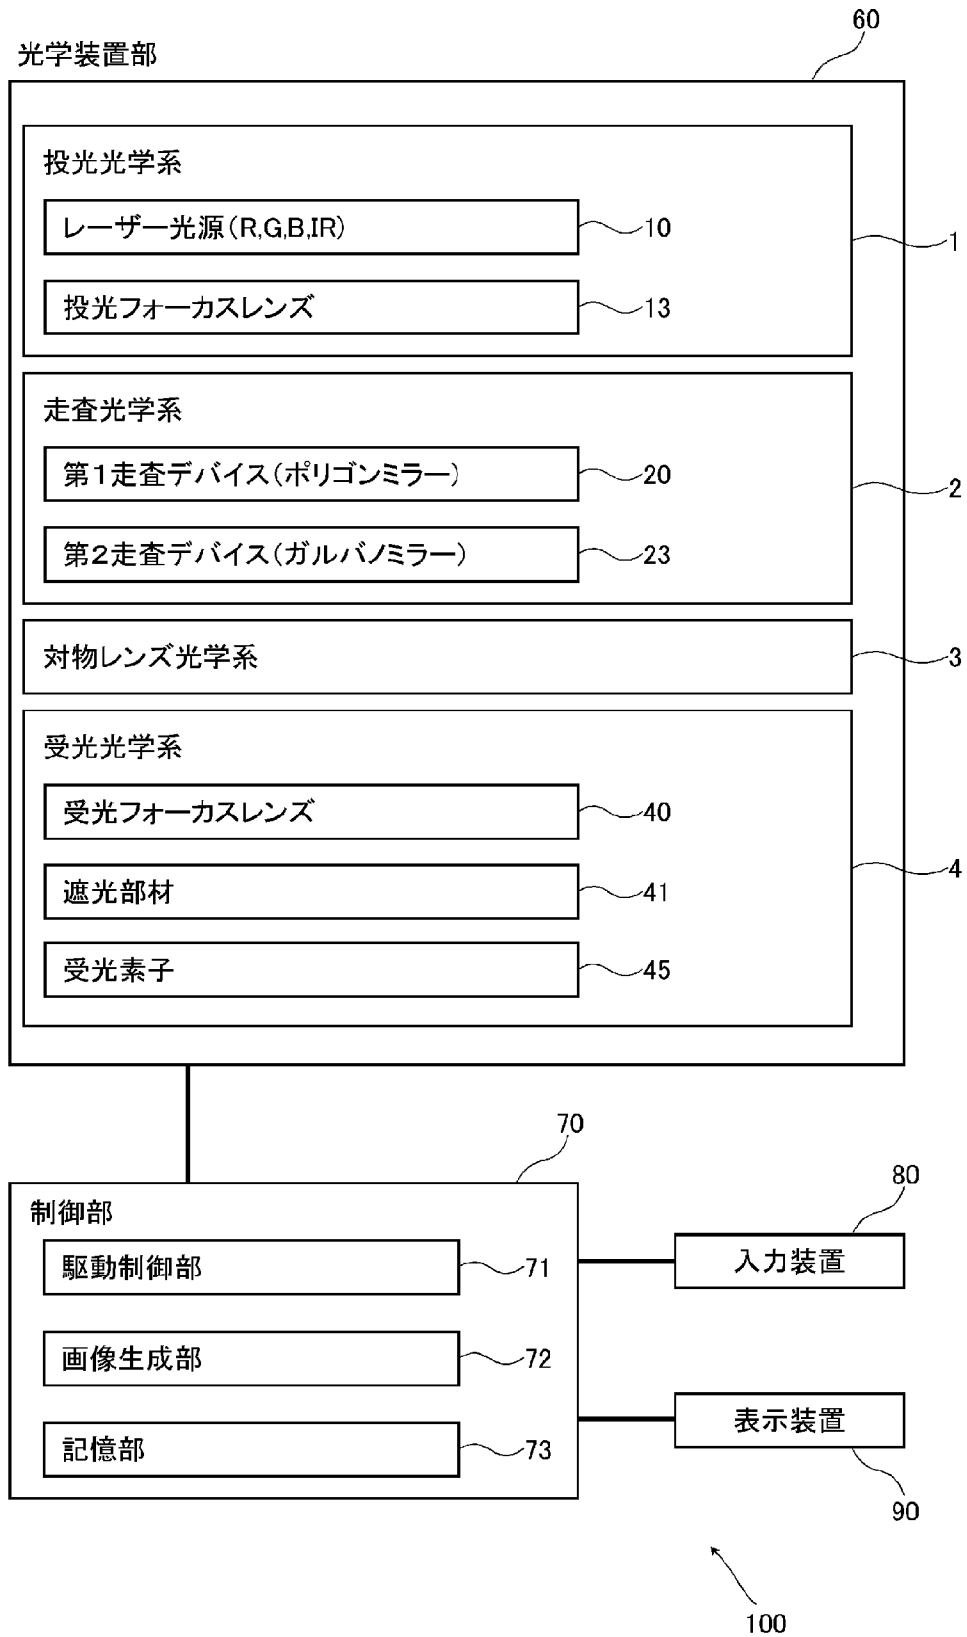 60
光学装置部
投光光学系
レーザー光源(R,G,B,IR)
10
1
投光フォーカスレンズ
13
走査光学系
第1走査デバイス(ポリゴンミラー)
20
2
第2走査デバイス(ガルバノミラー)
23
対物レンズ光学系
3
受光光学系
受光フォーカスレンズ
40
4
遮光部材
41
受光素子
45
70
制御部
80
駆動制御部
71
入力装置
画像生成部
72
表示装置
記憶部
73
90
100